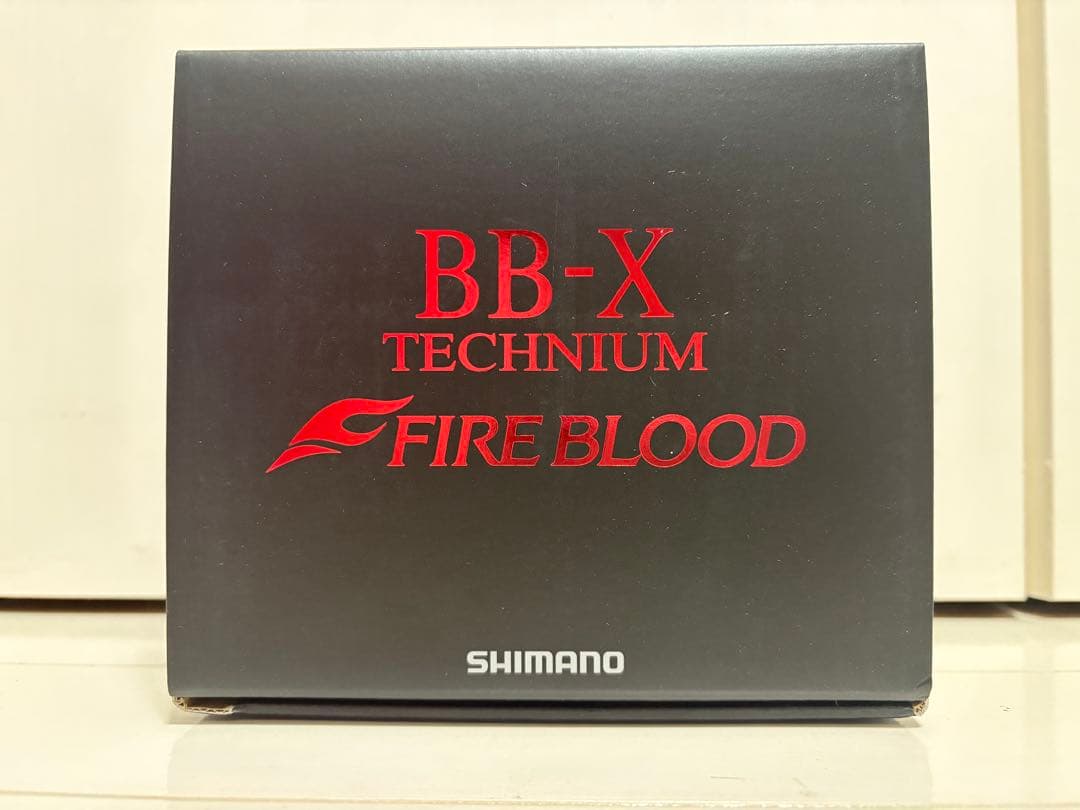 BB-X
TECHNIUM
FIRE BLOOD
SHIMANO